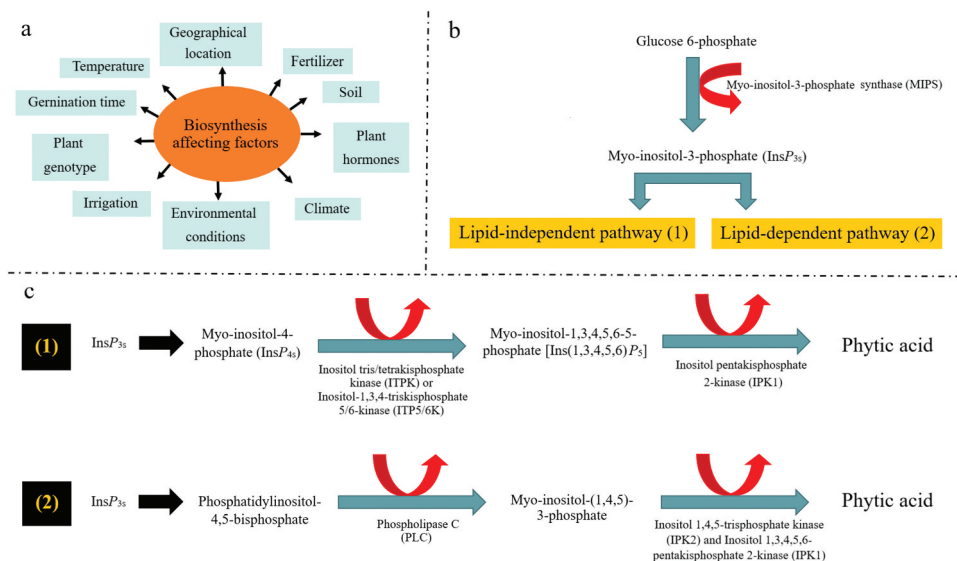 a
Geographical
location
Temperature
Fertilizer
Gernination time
Soil
Biosynthesis
affecting factors
Plant
genotype
Plant
hormones
Irrigation
Environmental
conditions
Climate
b
Glucose 6-phosphate
Myo-inositol-3-phosphate synthase (MIPS)
Myo-inositol-3-phosphate (InsP3s)
Lipid-independent pathway (1)
Lipid-dependent pathway (2)
c
(1)
InsP3s
Myo-inositol-4-
phosphate (InsP4s)
Inositol tris/tetrakisphosphate
kinase (ITPK) or
Inositol-1,3,4-triskisphosphate
5/6-kinase (ITP5/6K)
Myo-inositol-1,3,4,5,6-5-
phosphate [Ins(1,3,4,5,6)P5]
Inositol pentakisphosphate
2-kinase (IPK1)
Phytic acid
(2)
InsP3s
Phosphatidylinositol-
4,5-bisphosphate
Phospholipase C
(PLC)
Myo-inositol-(1,4,5)-
3-phosphate
Inositol 1,4,5-trisphosphate kinase
(IPK2) and Inositol 1,3,4,5,6-
pentakisphosphate 2-kinase (IPK1)
Phytic acid